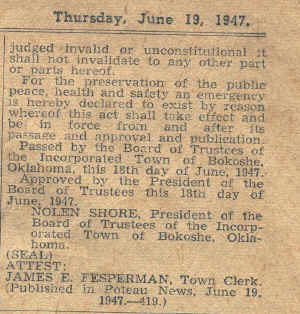 Thursday, June 19, 1947.
judged invalid or unconstitutional it
shall not invalidate to any other part
or parts hereof.
For the preservation of the public
peace, health and safety an emergency
is hereby declared to exist by reason
whereof this act shall take effect and
be in force from and after its
passage and approval and publication.
Passed by the Board of Trustees of
the Incorporated Town of Bokoshe,
Oklahoma, this 18th day of June, 1947.
Approved by the President of the
Board of Trustees this 18th day of
June, 1947.
NOLEN SHORE, President of the
Board of Trustees of the Incorp-
orated Town of Bokoshe, Okla-
homa.
(SEAL)
ATTEST:
JAMES E. FESPERMAN, Town Clerk.
(Published in Poteau News, June 19,
1947.—419.)